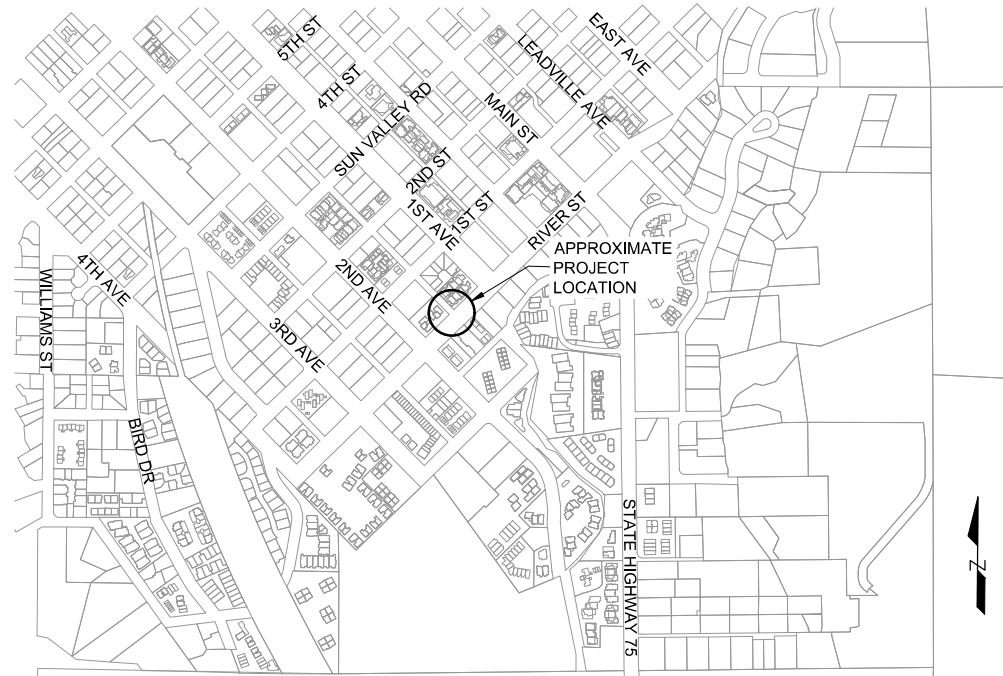 5TH ST
4TH ST
SUN VALLEY RD
2ND ST
1ST AVE
1ST ST
RIVER ST
MAIN ST
LEADVILLE AVE
EAST AVE
APPROXIMATE
PROJECT
LOCATION
2ND AVE
3RD AVE
4TH AVE
WILLIAMS ST
BIRD DR
STATE HIGHWAY 75
N